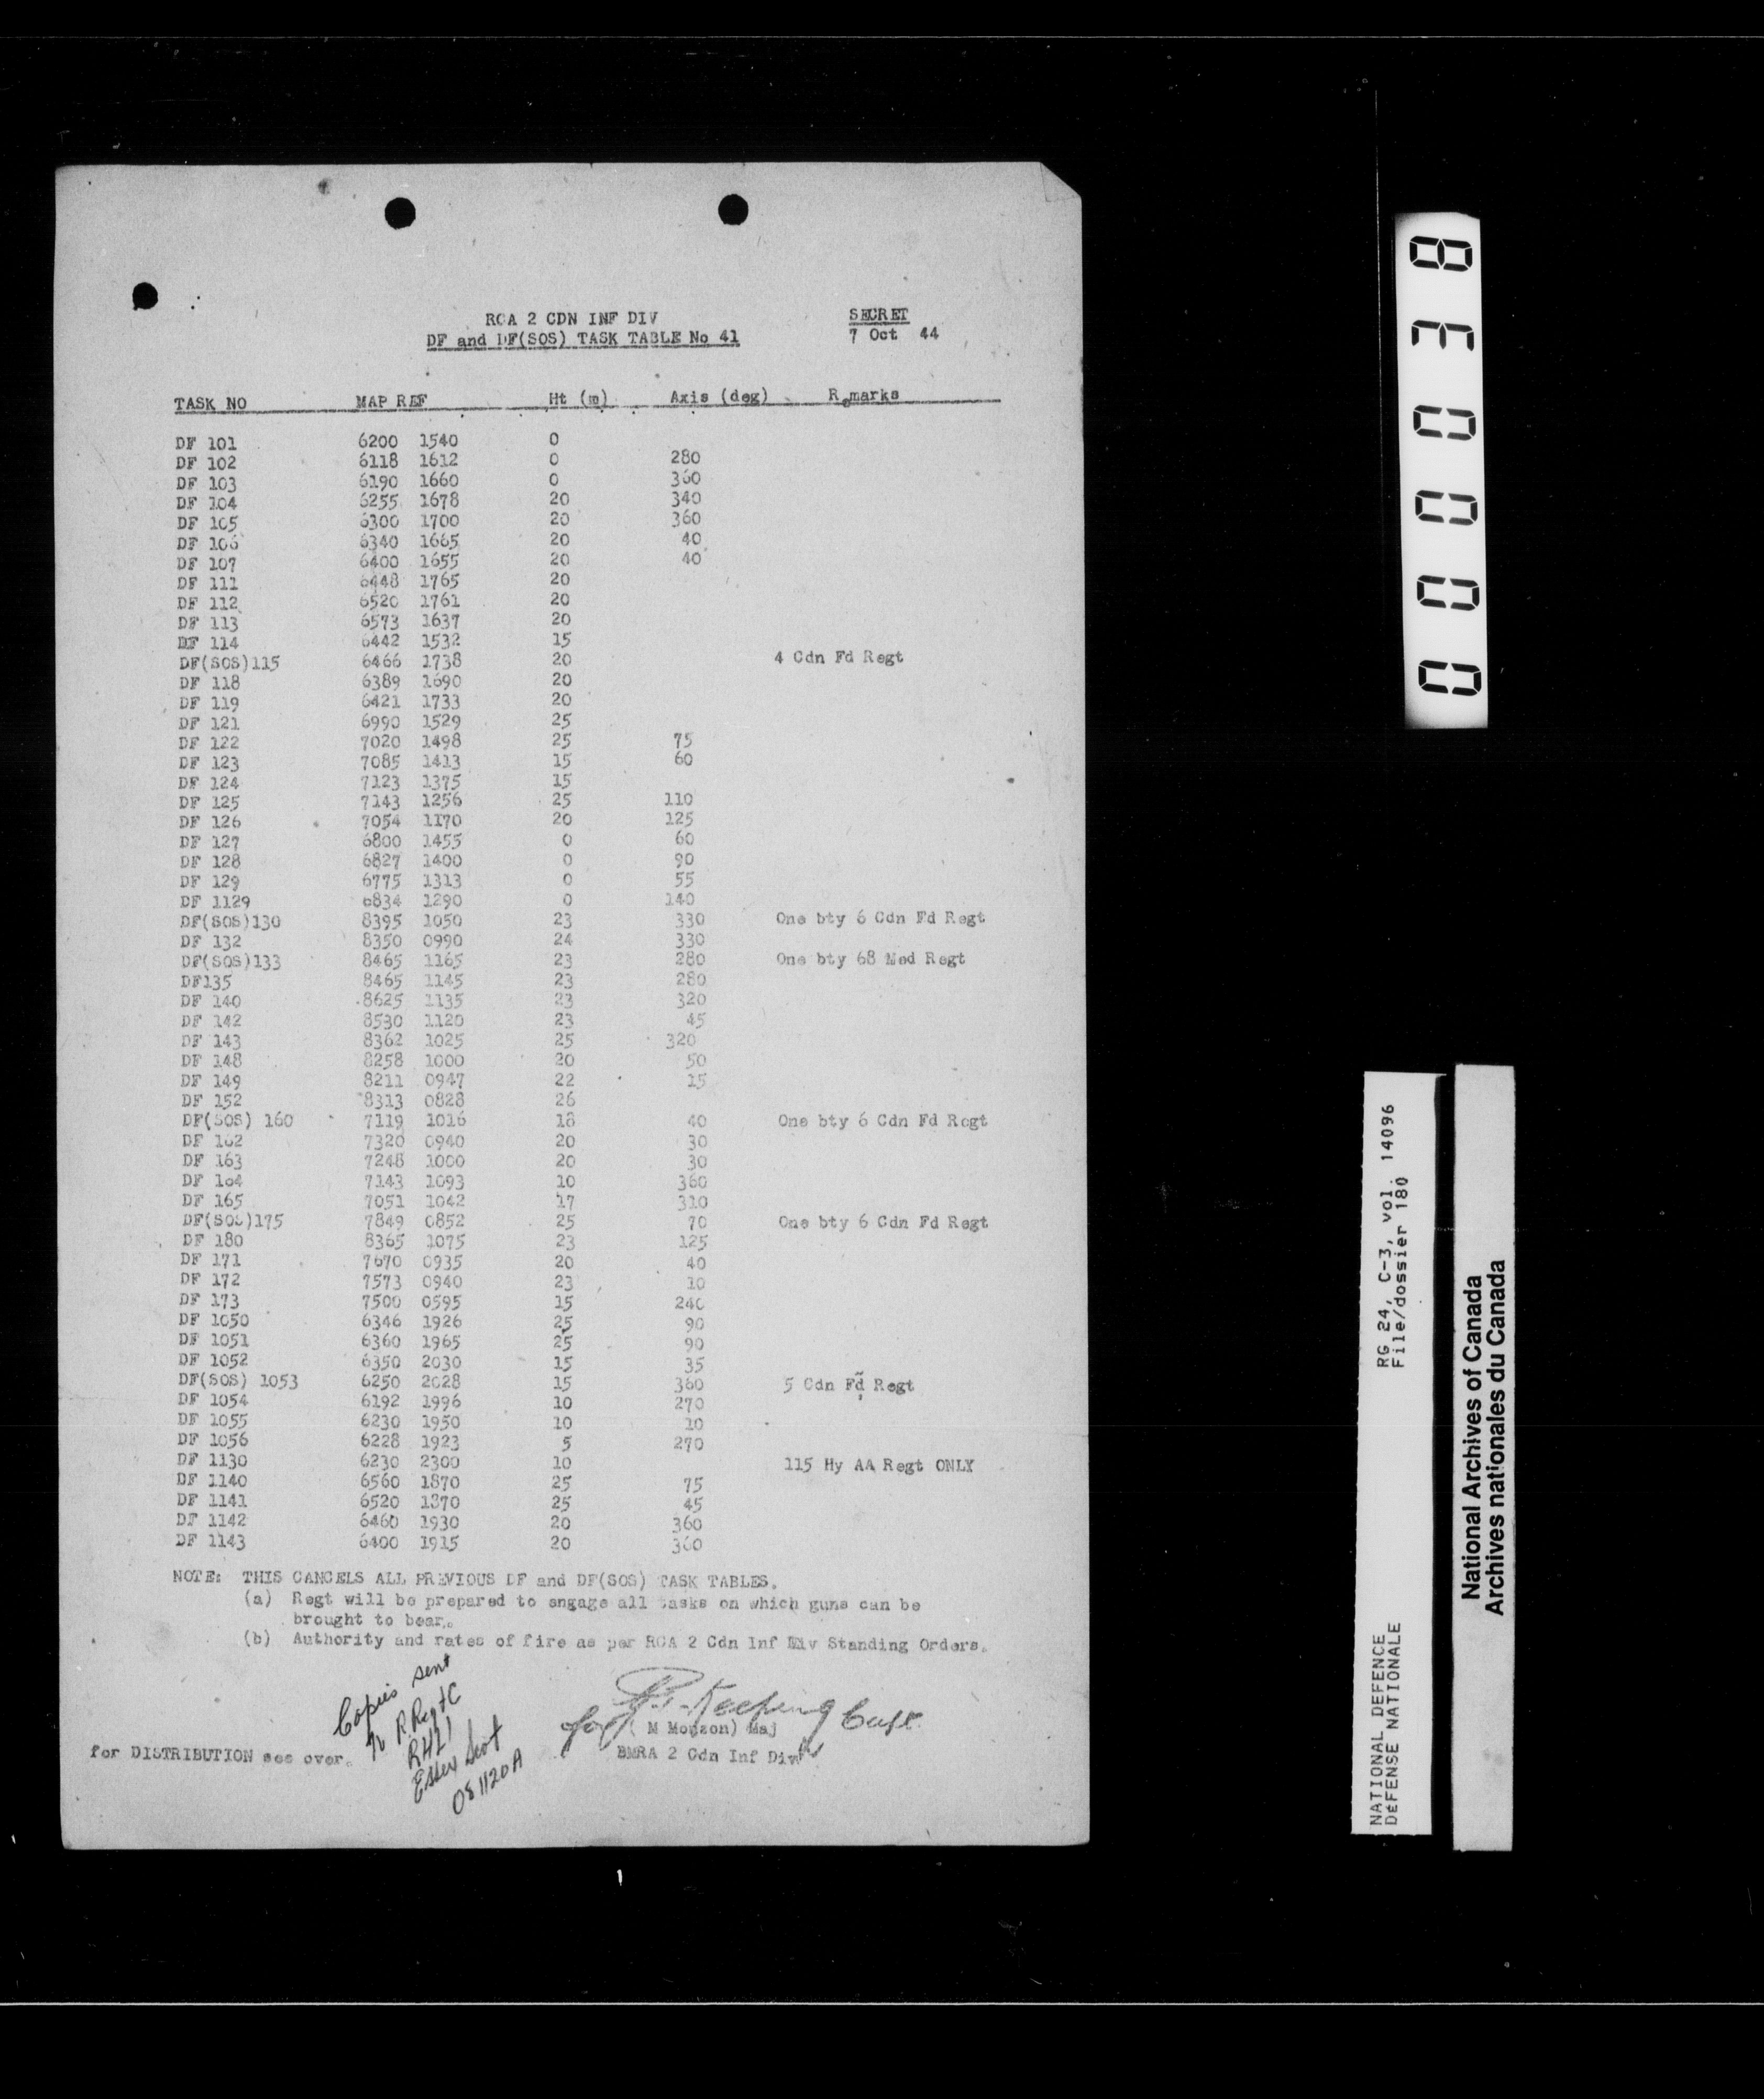 RCA 2 CDN INF DIV SECRET
DF and DF(SOS) TASK TABLE No 41 7 Oct 44
TASK NO MAP REF Ht (m) Axis (deg) Remarks
DF 101 6200 1540 0
DF 102 6118 1612 0 280
DF 103 6190 1660 0 360
DF 104 6255 1678 20 340
DF 105 6300 1700 20 360
DF 106 6340 1665 20 40
DF 107 6400 1655 20 40
DF 111 6448 1765 20
DF 112 6520 1761 20
DF 113 6573 1637 20
DF 114 6442 1532 15
DF(SOS)115 6466 1738 20 4 Cdn Fd Regt
DF 118 6389 1690 20
DF 119 6421 1733 20
DF 121 6990 1529 25
DF 122 7020 1498 25 75
DF 123 7085 1413 15 60
DF 124 7123 1375 15
DF 125 7143 1256 25 110
DF 126 7054 1170 20 125
DF 127 6800 1455 0 60
DF 128 6827 1400 0 90
DF 129 6775 1313 0 55
DF 1129 6834 1290 0 140
DF(SOS)130 8395 1050 23 330 One bty 6 Cdn Fd Regt
DF 132 8350 0990 24 330
DF(SOS)133 8465 1165 23 280 One bty 68 Med Regt
DF135 8465 1145 23 280
DF 140 8625 1135 23 320
DF 142 8530 1120 23 45
DF 143 8362 1025 25 320
DF 148 8258 1000 20 50
DF 149 8211 0947 22 15
DF 152 8313 0828 26
DF(SOS) 160 7119 1016 18 40 One bty 6 Cdn Fd Regt
DF 162 7320 0940 20 30
DF 163 7248 1000 20 30
DF 164 7143 1093 10 360
DF 165 7051 1042 17 310
DF(SOS)175 7849 0852 25 70 One bty 6 Cdn Fd Regt
DF 180 8365 1075 23 125
DF 171 7670 0935 20 40
DF 172 7573 0940 23 10
DF 173 7500 0595 15 240
DF 1050 6346 1926 25 90
DF 1051 6360 1965 25 90
DF 1052 6350 2030 15 35
DF(SOS) 1053 6250 2028 15 360 5 Cdn Fd Regt
DF 1054 6192 1996 10 270
DF 1055 6230 1950 10 10
DF 1056 6228 1923 5 270
DF 1130 6230 2300 10 115 Hy AA Regt ONLY
DF 1140 6560 1870 25 75
DF 1141 6520 1870 25 45
DF 1142 6460 1930 20 360
DF 1143 6400 1915 20 360
NOTE: THIS CANCELS ALL PREVIOUS DF and DF(SOS) TASK TABLES.
(a) Regt will be prepared to engage all tasks on which guns can be
brought to bear.
(b) Authority and rates of fire as per RCA 2 Cdn Inf Div Standing Orders.
Copies sent
to R Regt C
RHLI
Essex Scot
081120A
for Keeping Capt
( M Monson) Maj
for DISTRIBUTION see over. BMRA 2 Cdn Inf Div
000038
RG 24, C-3, vol. 14096
File/dossier 180
NATIONAL DEFENCE
DÉFENSE NATIONALE
National Archives of Canada
Archives nationales du Canada